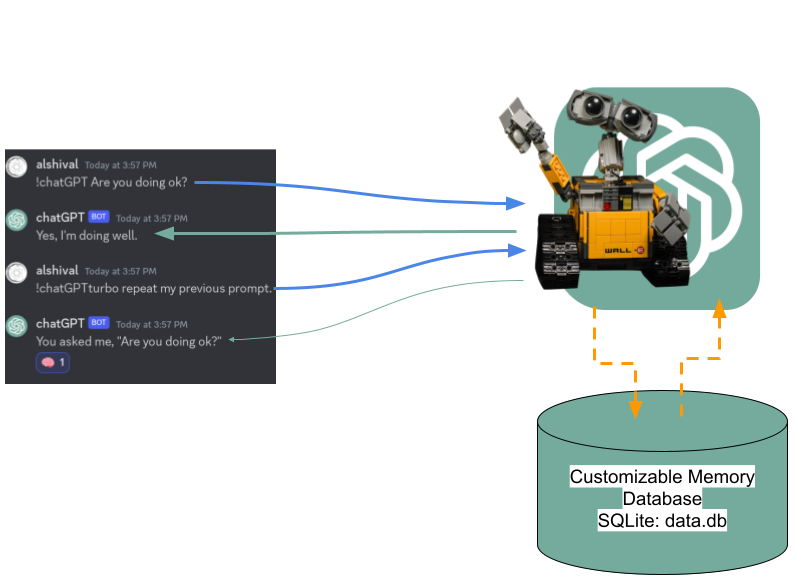 alshival Today at 3:57 PM
!chatGPT Are you doing ok?
chatGPT BOT Today at 3:57 PM
Yes, I'm doing well.
alshival Today at 3:57 PM
!chatGPTturbo repeat my previous prompt.
chatGPT BOT Today at 3:57 PM
You asked me, "Are you doing ok?"
1
WALL·E
Customizable Memory
Database
SQLite: data.db